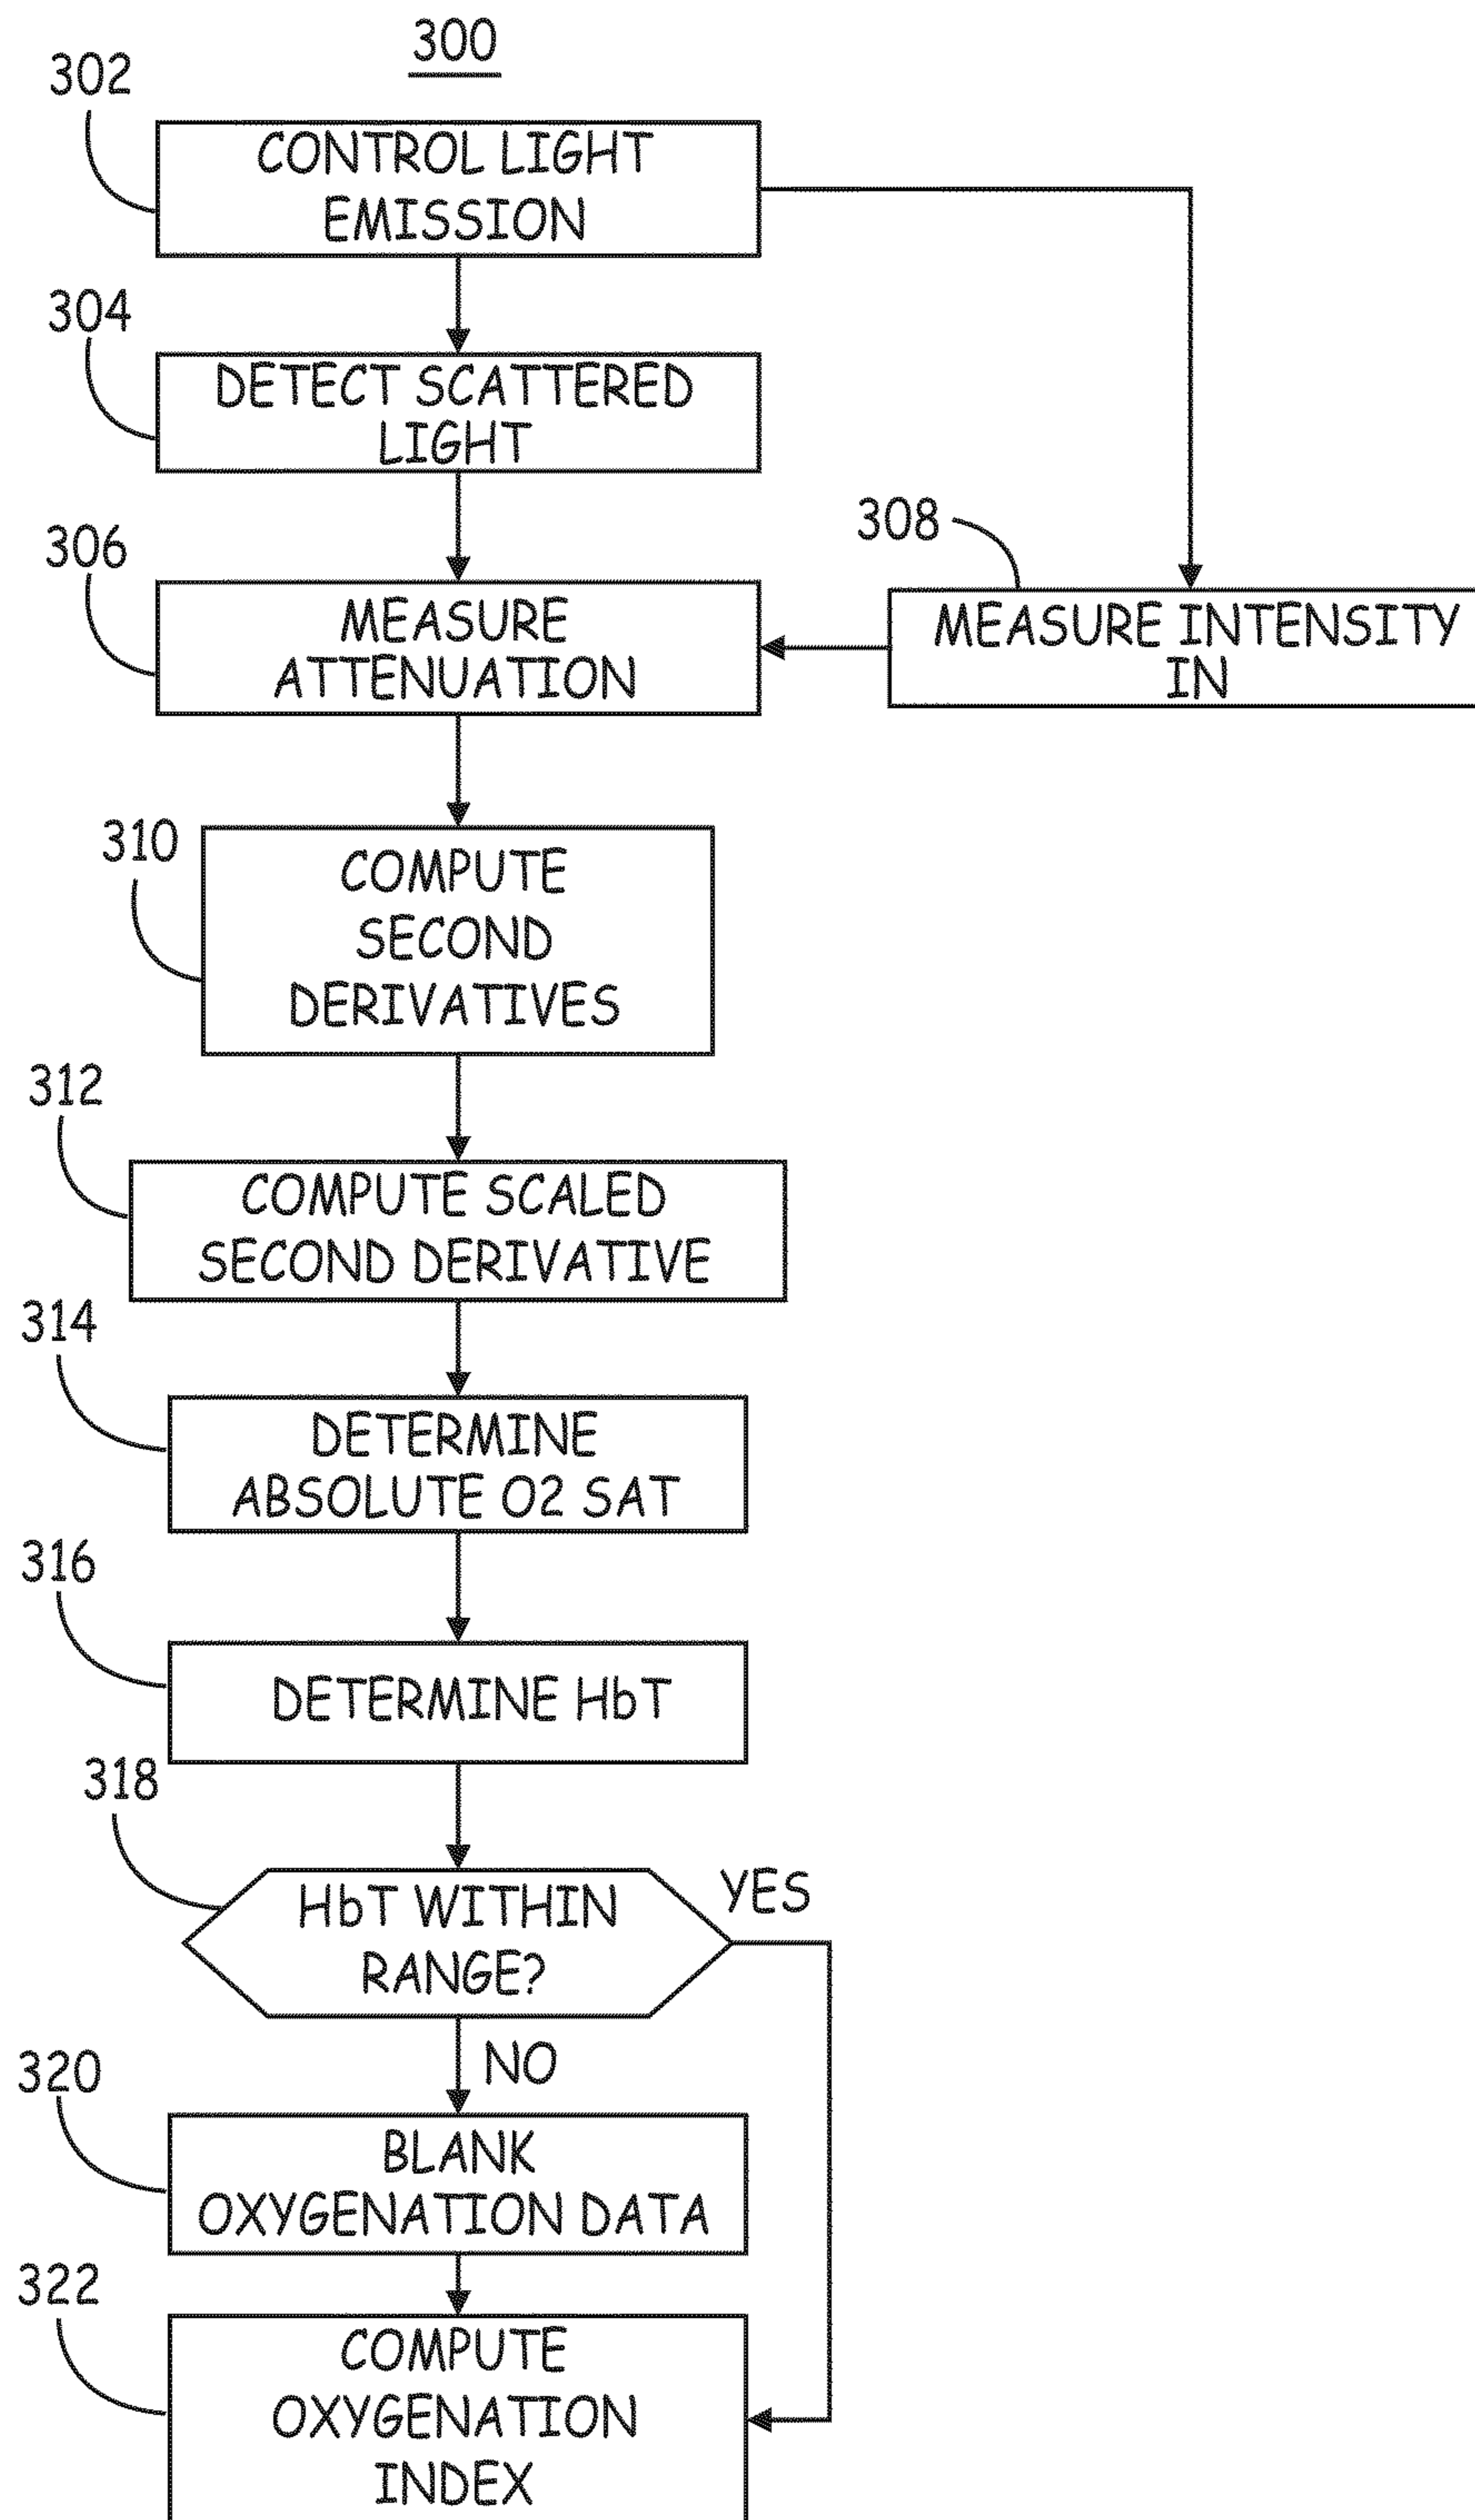 300
302
CONTROL LIGHT
EMISSION
304
DETECT SCATTERED
LIGHT
306
MEASURE
ATTENUATION
308
MEASURE INTENSITY
IN
310
COMPUTE
SECOND
DERIVATIVES
312
COMPUTE SCALED
SECOND DERIVATIVE
314
DETERMINE
ABSOLUTE O2 SAT
316
DETERMINE HbT
318
HbT WITHIN
RANGE?
YES
NO
320
BLANK
OXYGENATION DATA
322
COMPUTE
OXYGENATION
INDEX